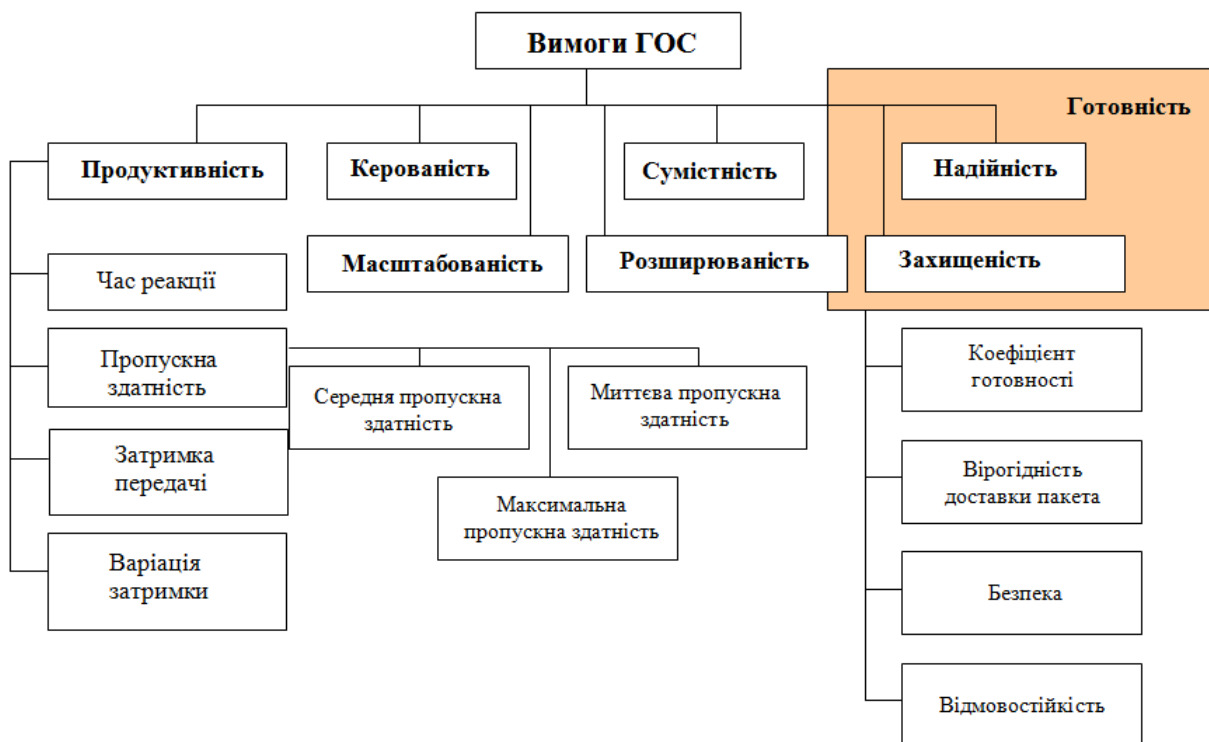 Вимоги ГОС
Готовність
Продуктивність
Керованість
Сумістність
Надійність
Масштабованість
Розширюваність
Захищеність
Час реакції
Пропускна
здатність
Затримка
передачі
Варіація
затримки
Середня пропускна
здатність
Миттєва пропускна
здатність
Максимальна
пропускна здатність
Коефіцієнт
готовності
Вірогідність
доставки пакета
Безпека
Відмовостійкість